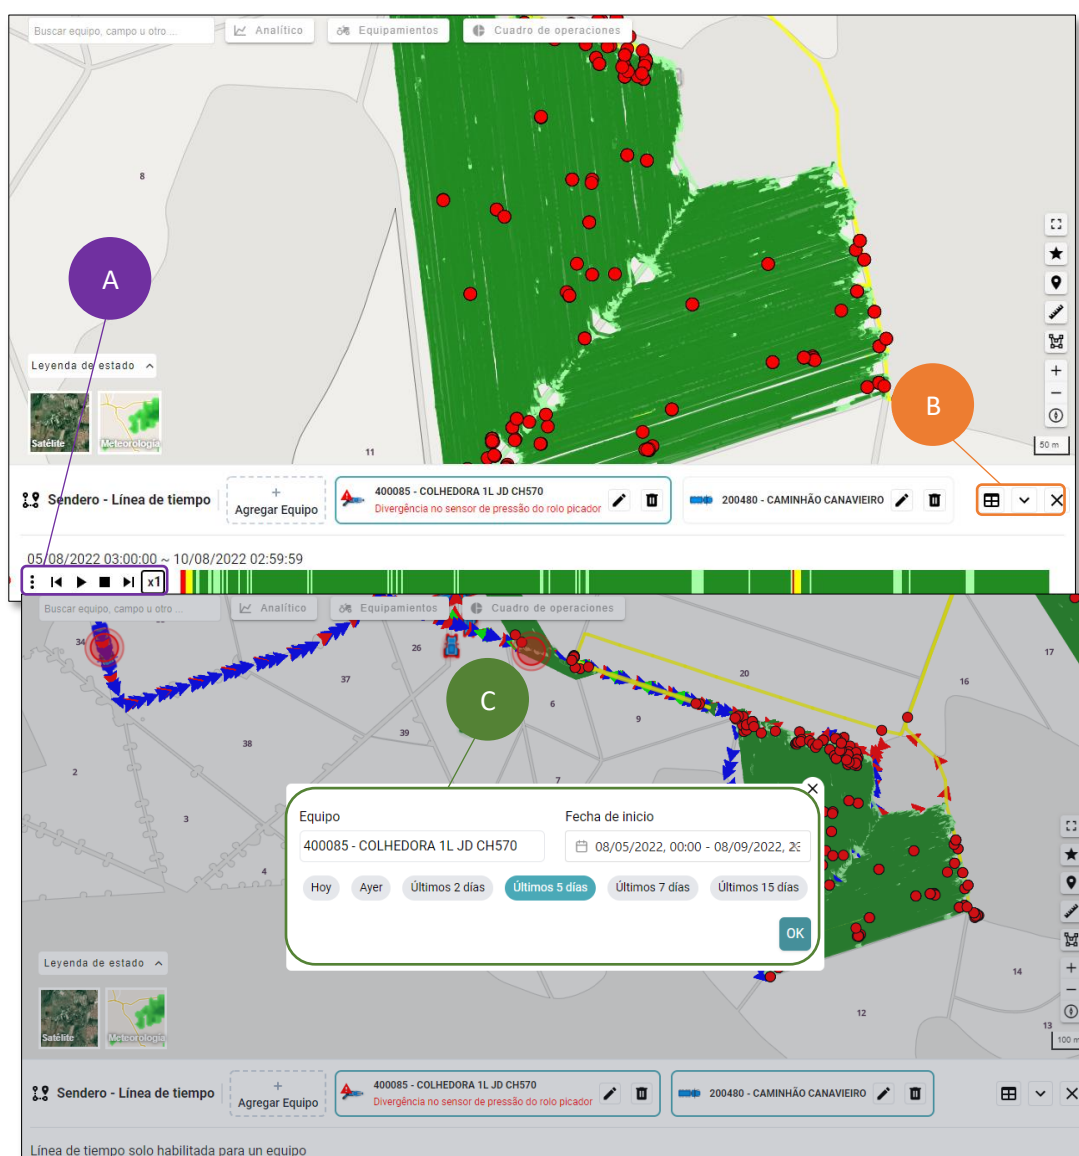 Buscar equipo, campo u otro ...
Analítico
Equipamientos
Cuadro de operaciones
8
A
Leyenda de estado
Satélite
Meteorología
11
B
50 m
Sendero - Línea de tiempo
+
Agregar Equipo
400085 - COLHEDORA 1L JD CH570
Divergência no sensor de pressão do rolo picador
200480 - CAMINHÃO CANAVIEIRO
05/08/2022 03:00:00 ~ 10/08/2022 02:59:59
x1
Buscar equipo, campo u otro ...
Analítico
Equipamientos
Cuadro de operaciones
34
26
17
37
20
16
C
6
9
39
38
2
7
3
4
Equipo
Fecha de inicio
400085 - COLHEDORA 1L JD CH570
08/05/2022, 00:00 - 08/09/2022, 23
Hoy
Ayer
Últimos 2 días
Últimos 5 días
Últimos 7 días
Últimos 15 días
OK
Leyenda de estado
Satélite
Meteorología
14
12
13
100 m
Sendero - Línea de tiempo
+
Agregar Equipo
400085 - COLHEDORA 1L JD CH570
Divergência no sensor de pressão do rolo picador
200480 - CAMINHÃO CANAVIEIRO
Línea de tiempo solo habilitada para un equipo